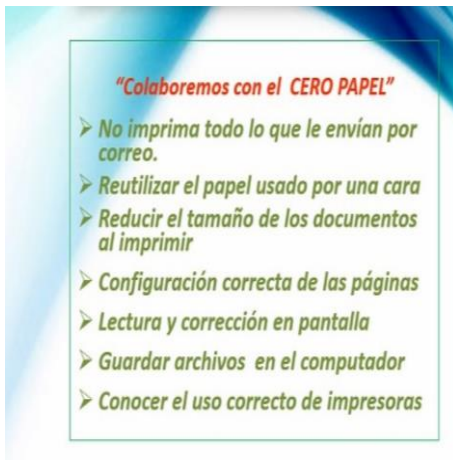 “Colaboremos con el CERO PAPEL”
➢ No imprima todo lo que le envían por
correo.
➢ Reutilizar el papel usado por una cara
➢ Reducir el tamaño de los documentos
al imprimir
➢ Configuración correcta de las páginas
➢ Lectura y corrección en pantalla
➢ Guardar archivos en el computador
➢ Conocer el uso correcto de impresoras